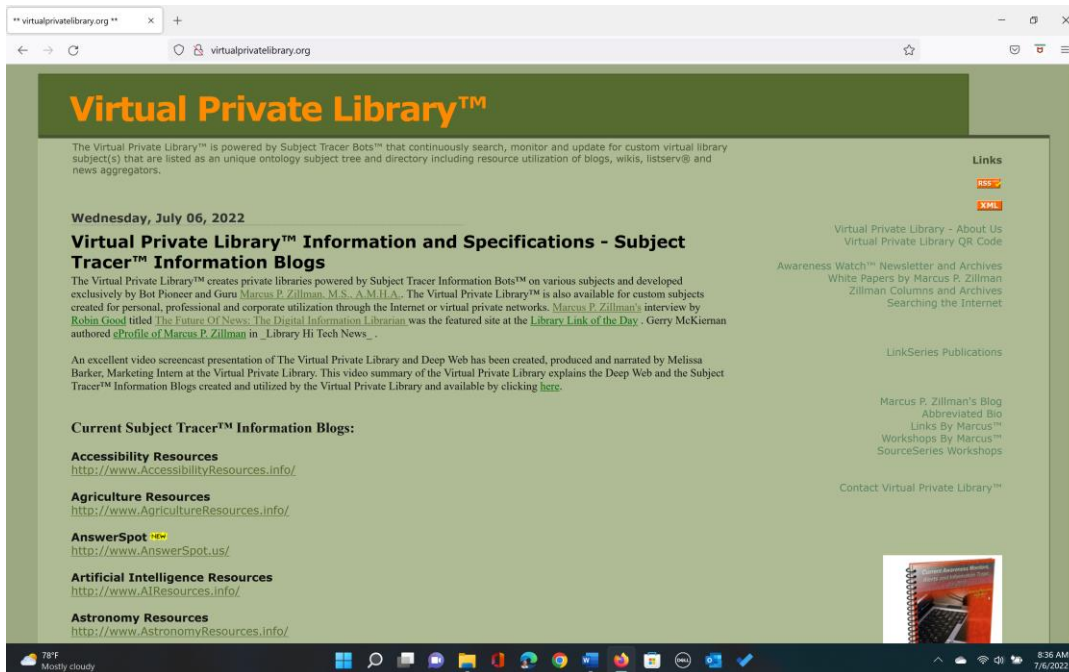 ** virtualprivatelibrary.org **
virtualprivatelibrary.org
Virtual Private Library™
The Virtual Private Library™ is powered by Subject Tracer Bots™ that continuously search, monitor and update for custom virtual library
subject(s) that are listed as an unique ontology subject tree and directory including resource utilization of blogs, wikis, listserv® and
news aggregators.
Wednesday, July 06, 2022
Virtual Private Library™ Information and Specifications - Subject
Tracer™ Information Blogs
The Virtual Private Library™ creates private libraries powered by Subject Tracer Information Bots™ on various subjects and developed
exclusively by Bot Pioneer and Guru Marcus P. Zillman, M.S., A.M.H.A.. The Virtual Private Library™ is also available for custom subjects
created for personal, professional and corporate utilization through the Internet or virtual private networks. Marcus P. Zillman's interview by
Robin Good titled The Future Of News: The Digital Information Librarian was the featured site at the Library Link of the Day . Gerry McKiernan
authored eProfile of Marcus P. Zillman in _Library Hi Tech News_ .
An excellent video screencast presentation of The Virtual Private Library and Deep Web has been created, produced and narrated by Melissa
Barker, Marketing Intern at the Virtual Private Library. This video summary of the Virtual Private Library explains the Deep Web and the Subject
Tracer™ Information Blogs created and utilized by the Virtual Private Library and available by clicking here.
Current Subject Tracer™ Information Blogs:
Accessibility Resources
http://www.AccessibilityResources.info/
Agriculture Resources
http://www.AgricultureResources.info/
AnswerSpot NEW
http://www.AnswerSpot.us/
Artificial Intelligence Resources
http://www.AIResources.info/
Astronomy Resources
http://www.AstronomyResources.info/
Links
RSS
XML
Virtual Private Library - About Us
Virtual Private Library QR Code
Awareness Watch™ Newsletter and Archives
White Papers by Marcus P. Zillman
Zillman Columns and Archives
Searching the Internet
LinkSeries Publications
Marcus P. Zillman's Blog
Abbreviated Bio
Links By Marcus™
Workshops By Marcus™
SourceSeries Workshops
Contact Virtual Private Library™
78°F
Mostly cloudy
DELL
8:36 AM
7/6/2022